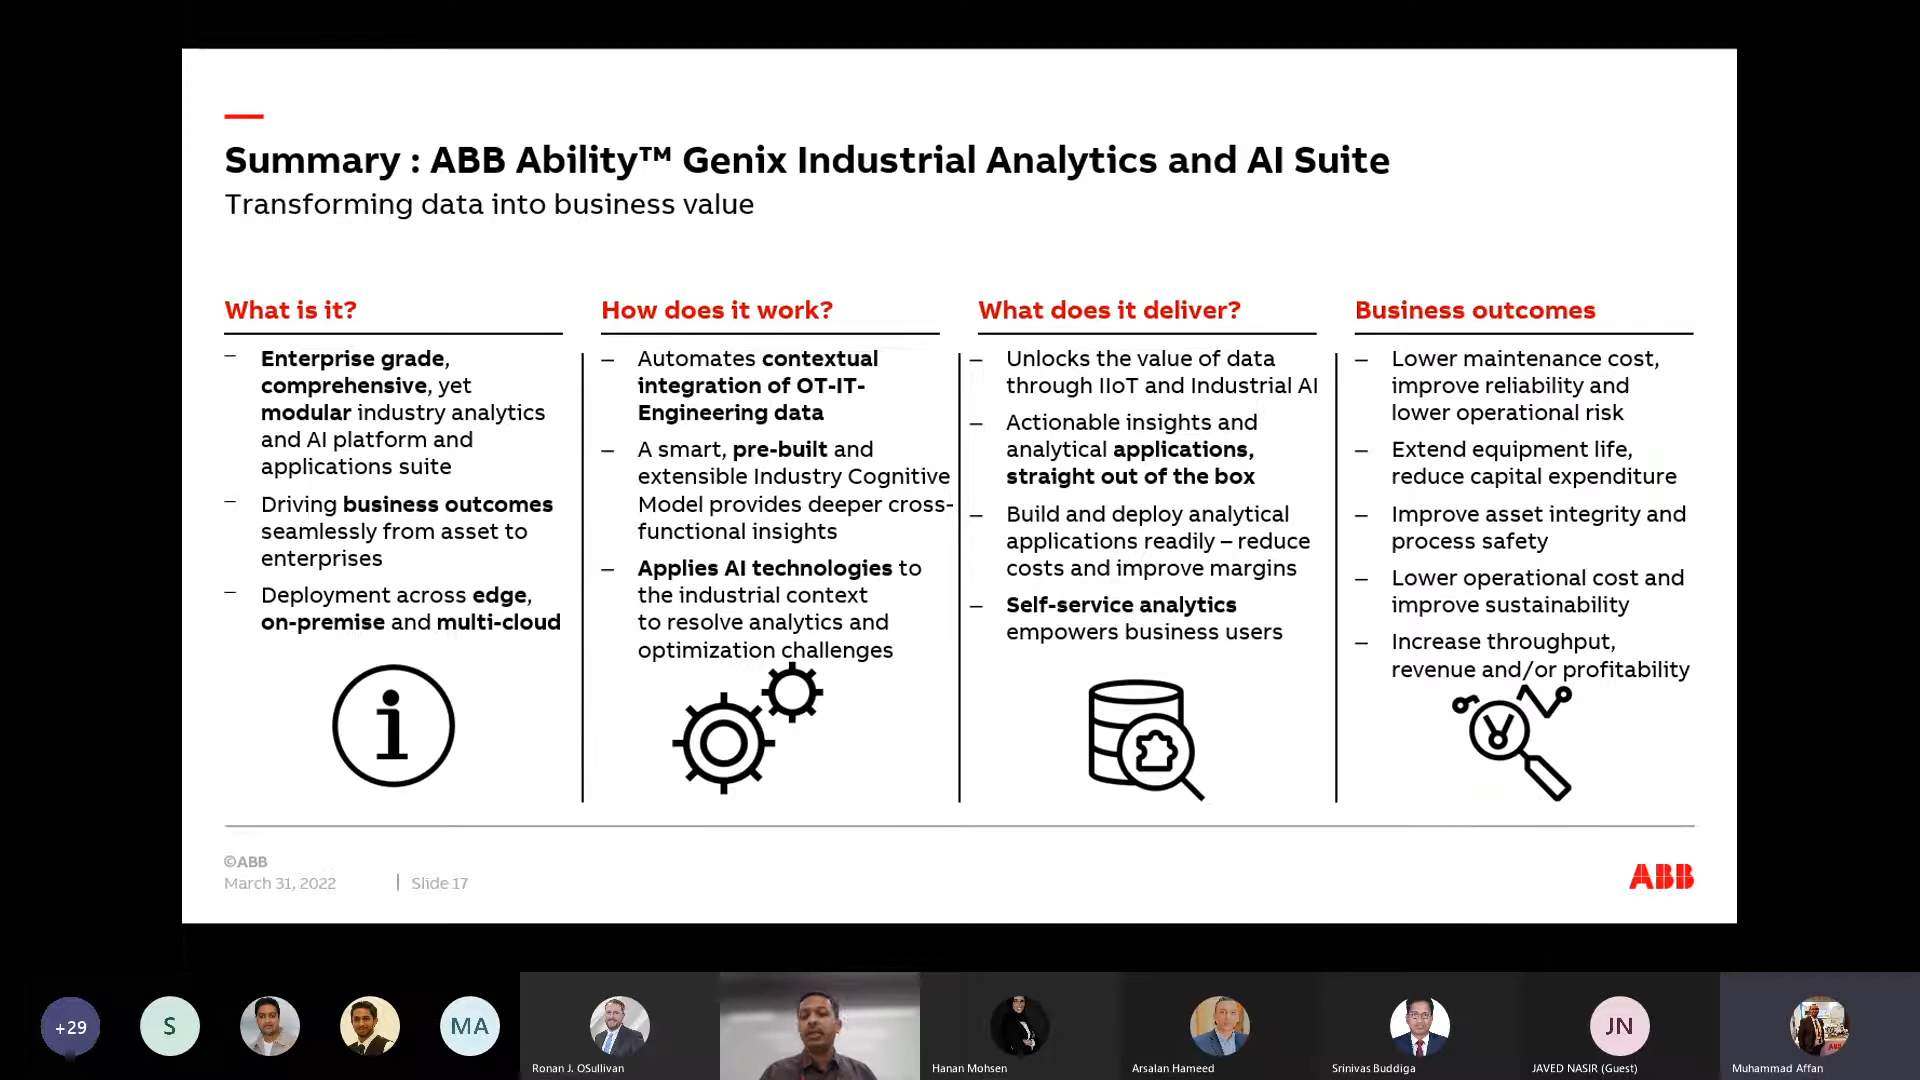 Summary : ABB Ability™ Genix Industrial Analytics and AI Suite
Transforming data into business value
What is it?
– Enterprise grade,
comprehensive, yet
modular industry analytics
and AI platform and
applications suite
– Driving business outcomes
seamlessly from asset to
enterprises
– Deployment across edge,
on-premise and multi-cloud
How does it work?
– Automates contextual
integration of OT-IT-
Engineering data
– A smart, pre-built and
extensible Industry Cognitive
Model provides deeper cross-
functional insights
– Applies AI technologies to
the industrial context
to resolve analytics and
optimization challenges
What does it deliver?
– Unlocks the value of data
through IIoT and Industrial AI
– Actionable insights and
analytical applications,
straight out of the box
– Build and deploy analytical
applications readily – reduce
costs and improve margins
– Self-service analytics
empowers business users
Business outcomes
– Lower maintenance cost,
improve reliability and
lower operational risk
– Extend equipment life,
reduce capital expenditure
– Improve asset integrity and
process safety
– Lower operational cost and
improve sustainability
– Increase throughput,
revenue and/or profitability
©ABB
March 31, 2022 | Slide 17
ABB
+29
S
MA
Ronan J. OSullivan
Hanan Mohsen
Arsalan Hameed
Srinivas Buddiga
JN
JAVED NASIR (Guest)
Muhammad Affan